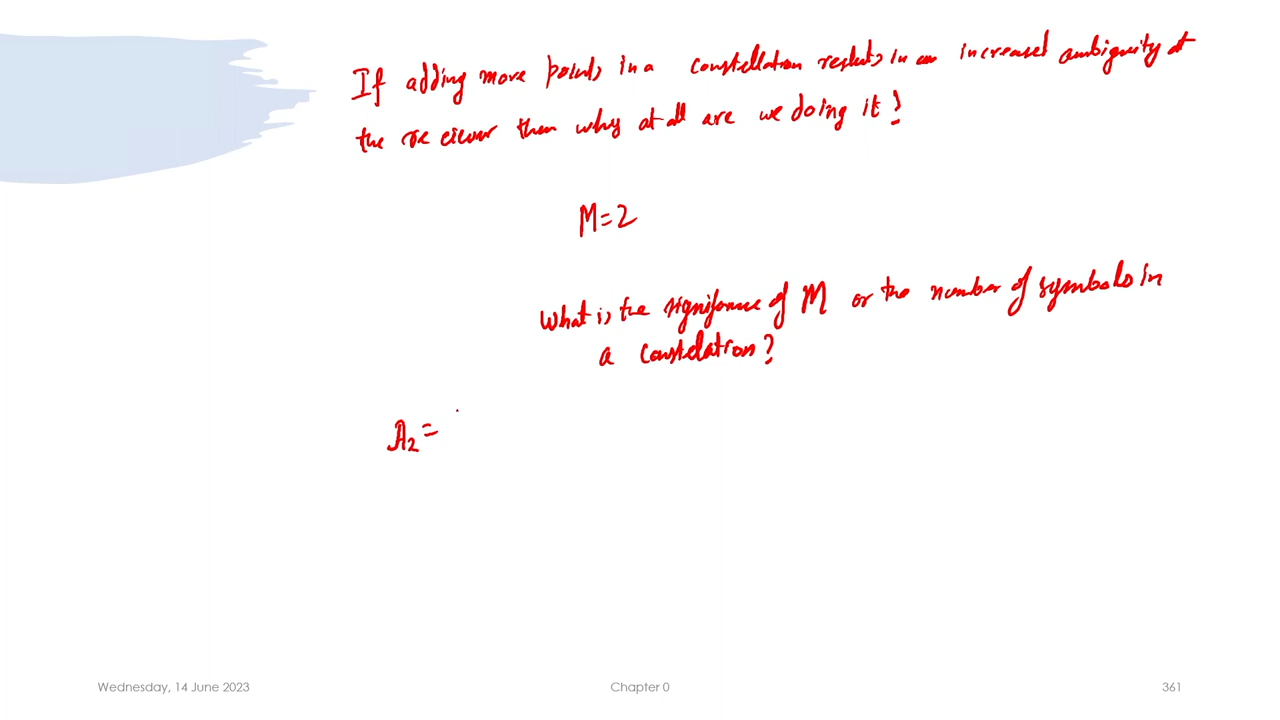 If adding more points in a constellation results in an increased ambiguity at
the receiver then why at all are we doing it?
M=2
What is the significance of M or the number of symbols in
a constelation?
A₂=
Wednesday, 14 June 2023
Chapter 0
361